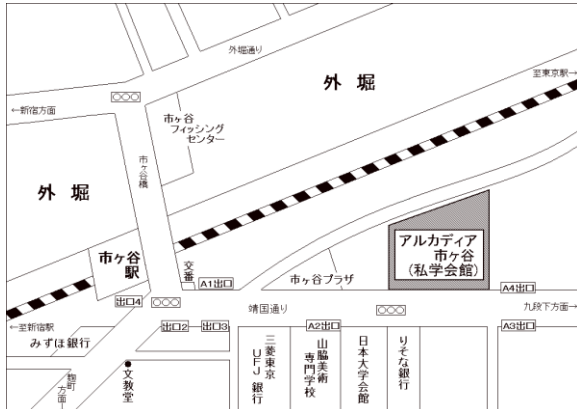 外堀通り
外 堀
至東京駅→
←新宿方面
市ヶ谷
フィッシング
センター
市ヶ谷橋
外 堀
市ヶ谷
駅
交番
A1出口
市ヶ谷プラザ
アルカディア
市ヶ谷
(私学会館)
A4出口
出口4
靖国通り
九段下方面→
←至新宿駅
みずほ銀行
出口2
出口3
A2出口
A3出口
麹町
方面
文教堂
三菱東京
UFJ銀行
山脇美術
専門学校
日本大学会館
りそな銀行